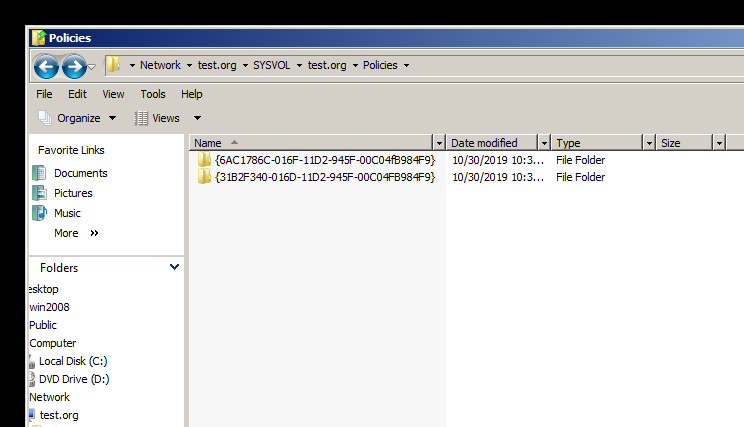 Policies
Network test.org SYSVOL test.org Policies
File Edit View Tools Help
Organize Views
Favorite Links
Documents
Pictures
Music
More »
Folders
esktop
win2008
Public
Computer
Local Disk (C:)
DVD Drive (D:)
Network
test.org
Name Date modified Type Size
{6AC1786C-016F-11D2-945F-00C04fB984F9} 10/30/2019 10:3... File Folder
{31B2F340-016D-11D2-945F-00C04FB984F9} 10/30/2019 10:3... File Folder